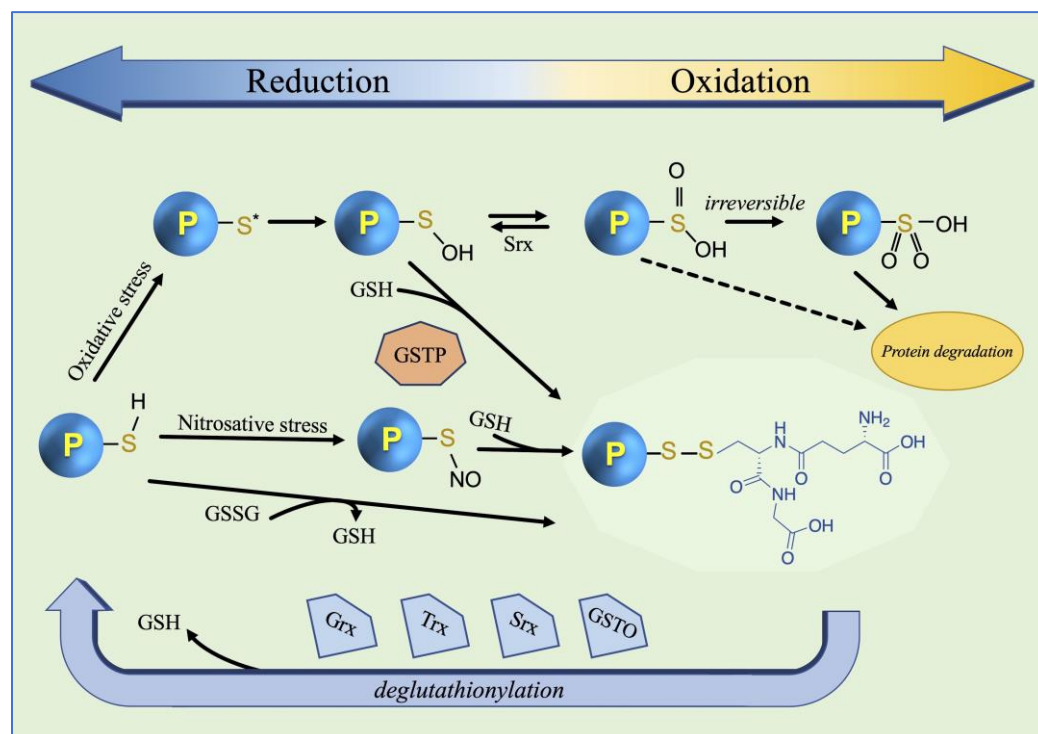 Reduction
Oxidation
P
S*
P
S
OH
Srx
P
O
S
OH
irreversible
P
S
OH
O
O
Oxidative stress
GSH
GSTP
Protein degradation
P
H
S
Nitrosative stress
P
S
NO
GSH
P
S
S
H
N
O
NH2
OH
O
O
NH
OH
O
GSSG
GSH
GSH
Grx
Trx
Srx
GSTO
deglutathionylation